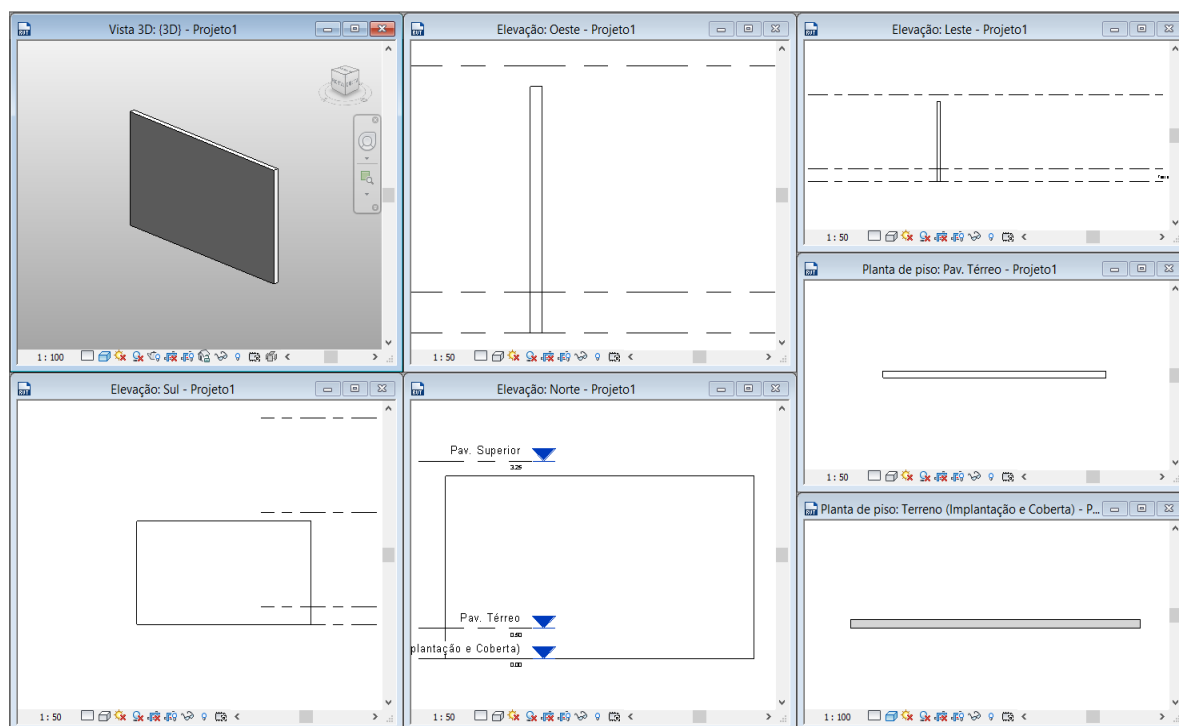 Vista 3D: {3D} - Projeto1
1 : 100
Elevação: Oeste - Projeto1
1 : 50
Elevação: Leste - Projeto1
1 : 50
Planta de piso: Pav. Térreo - Projeto1
1 : 50
Elevação: Sul - Projeto1
1 : 50
Elevação: Norte - Projeto1
Pav. Superior
Pav. Térreo
0.50
plantação e Coberta)
0.00
1 : 50
Planta de piso: Terreno (Implantação e Coberta) - P...
1 : 100